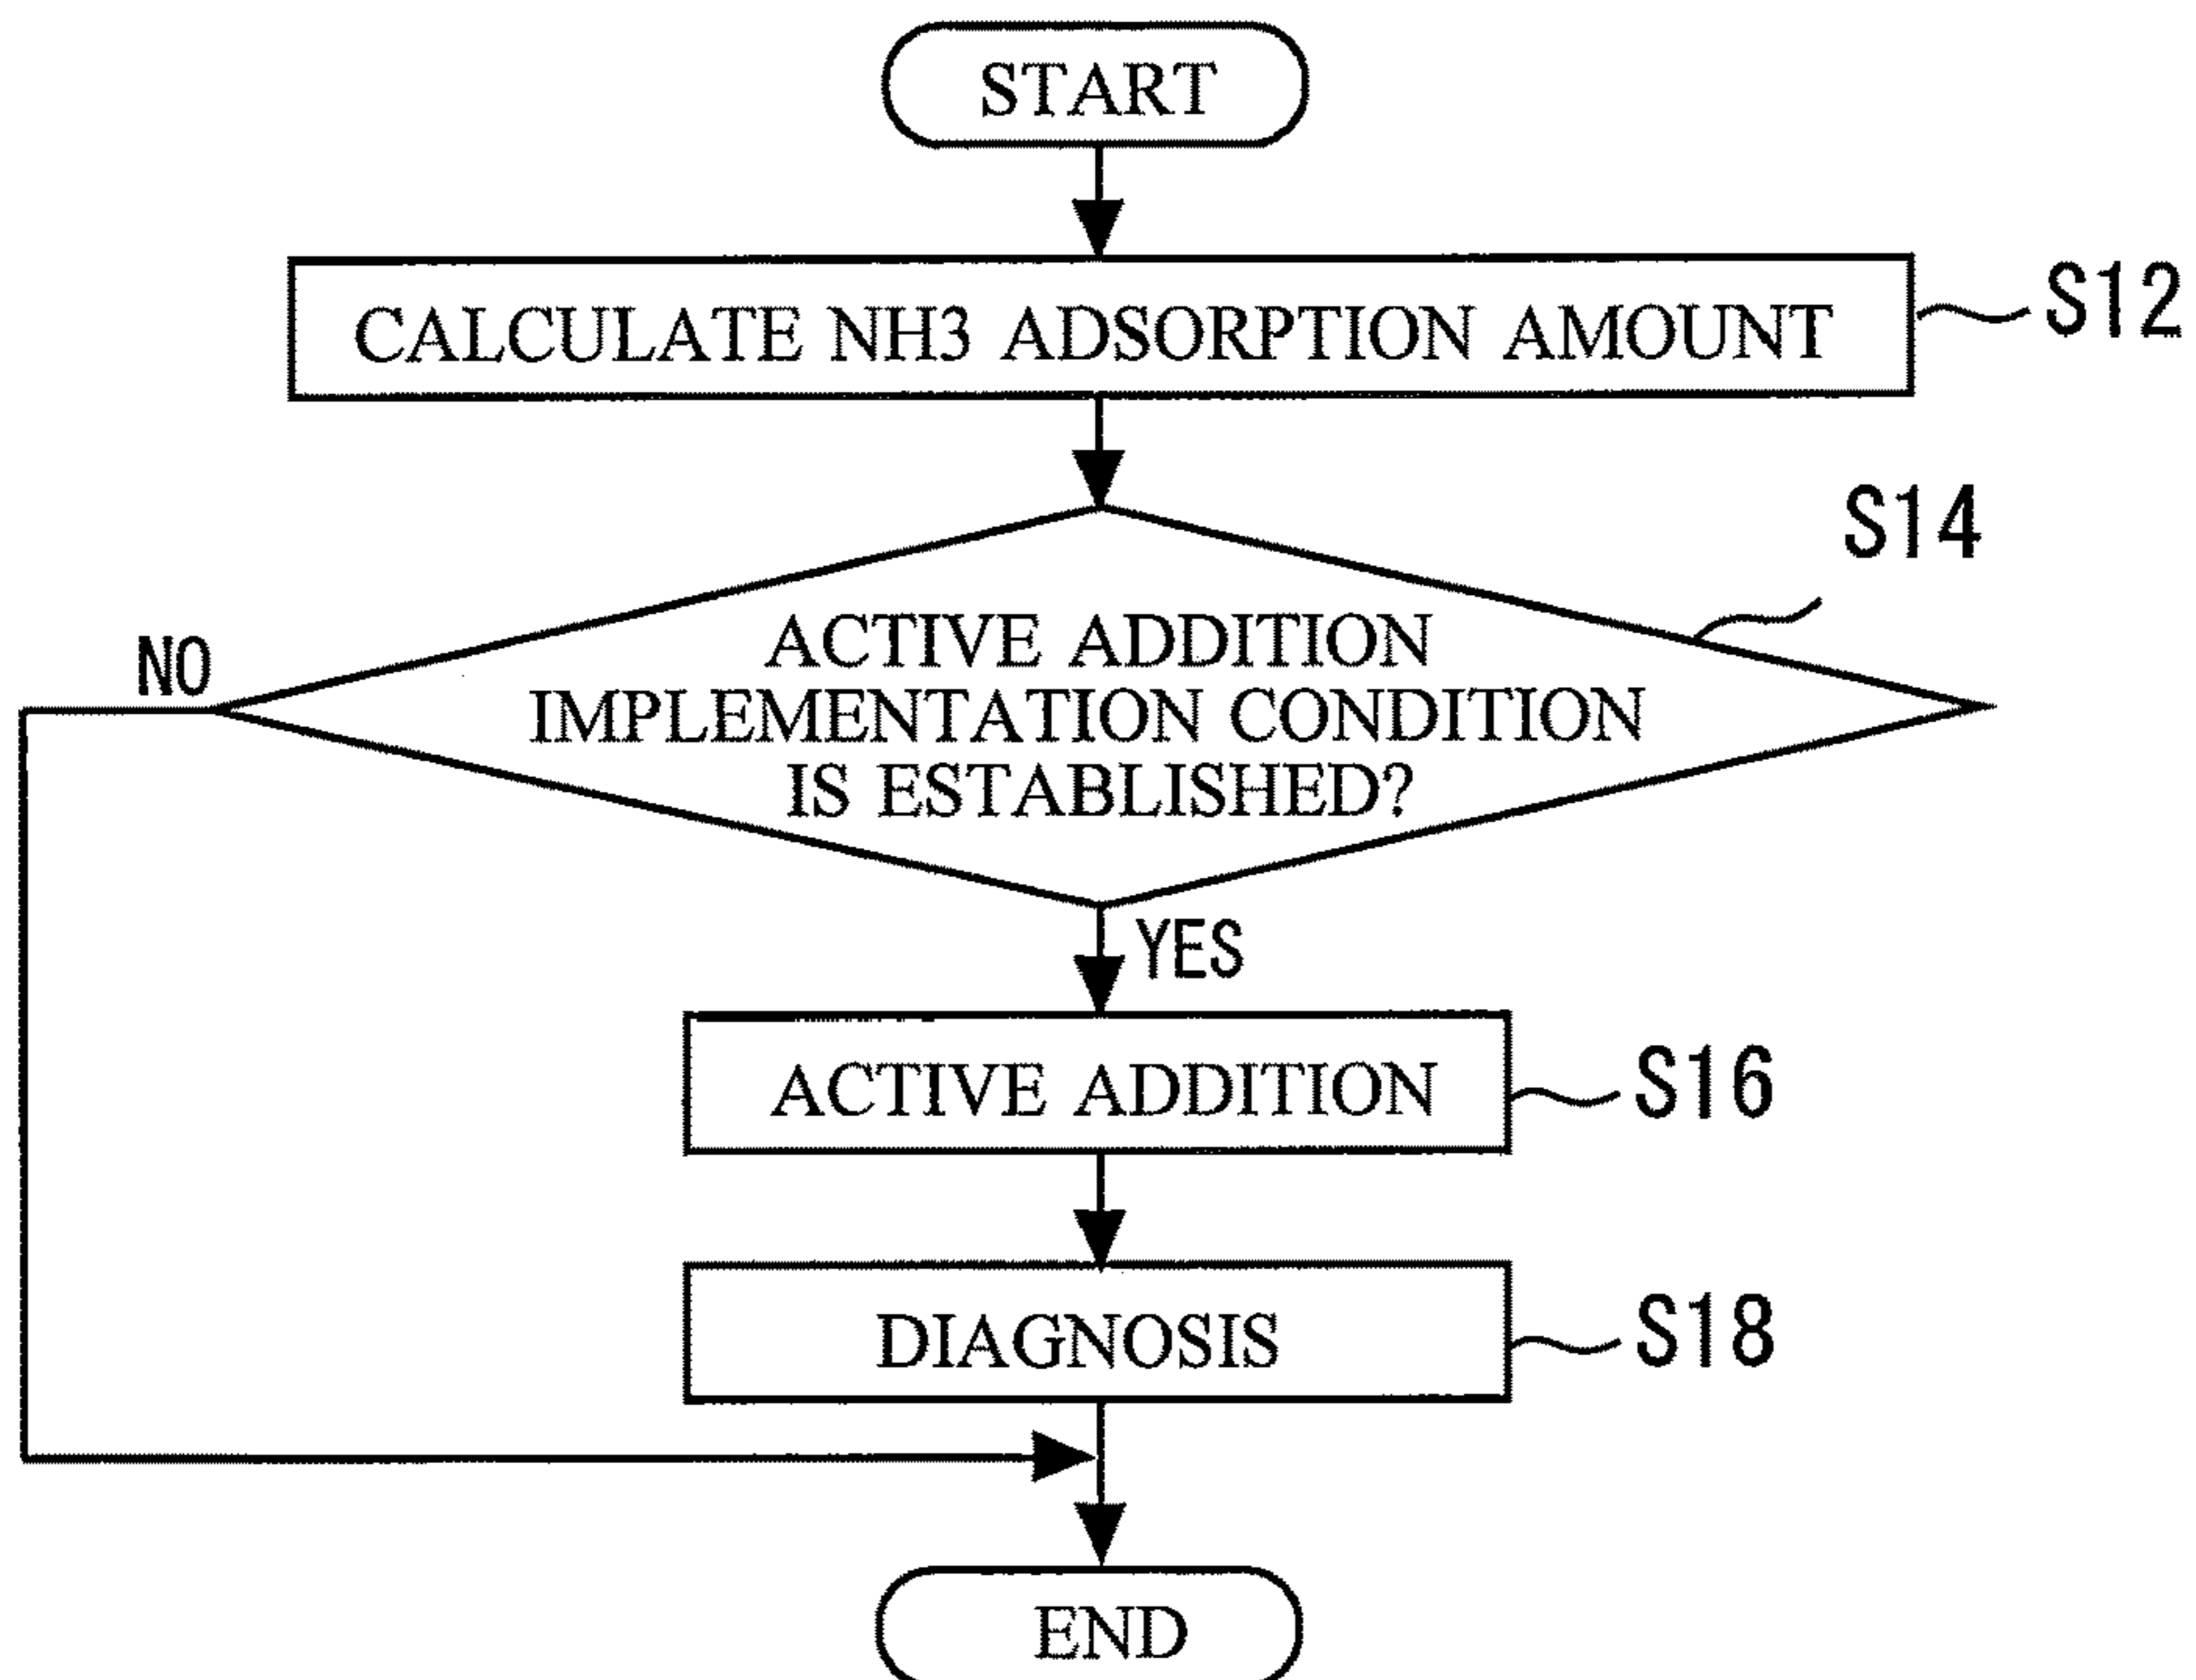 START
CALCULATE NH3 ADSORPTION AMOUNT
S12
S14
NO
ACTIVE ADDITION
IMPLEMENTATION CONDITION
IS ESTABLISHED?
YES
ACTIVE ADDITION
S16
DIAGNOSIS
S18
END